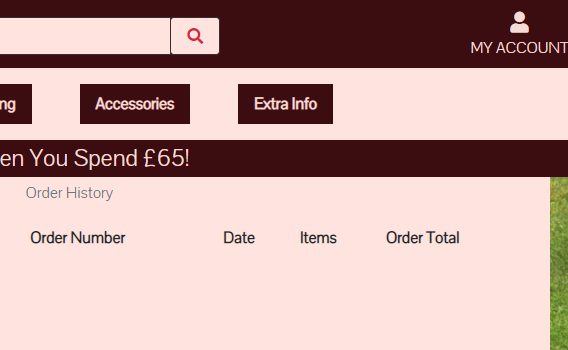 MY ACCOUNT
ng
Accessories
Extra Info
en You Spend £65!
Order History
Order Number Date Items Order Total